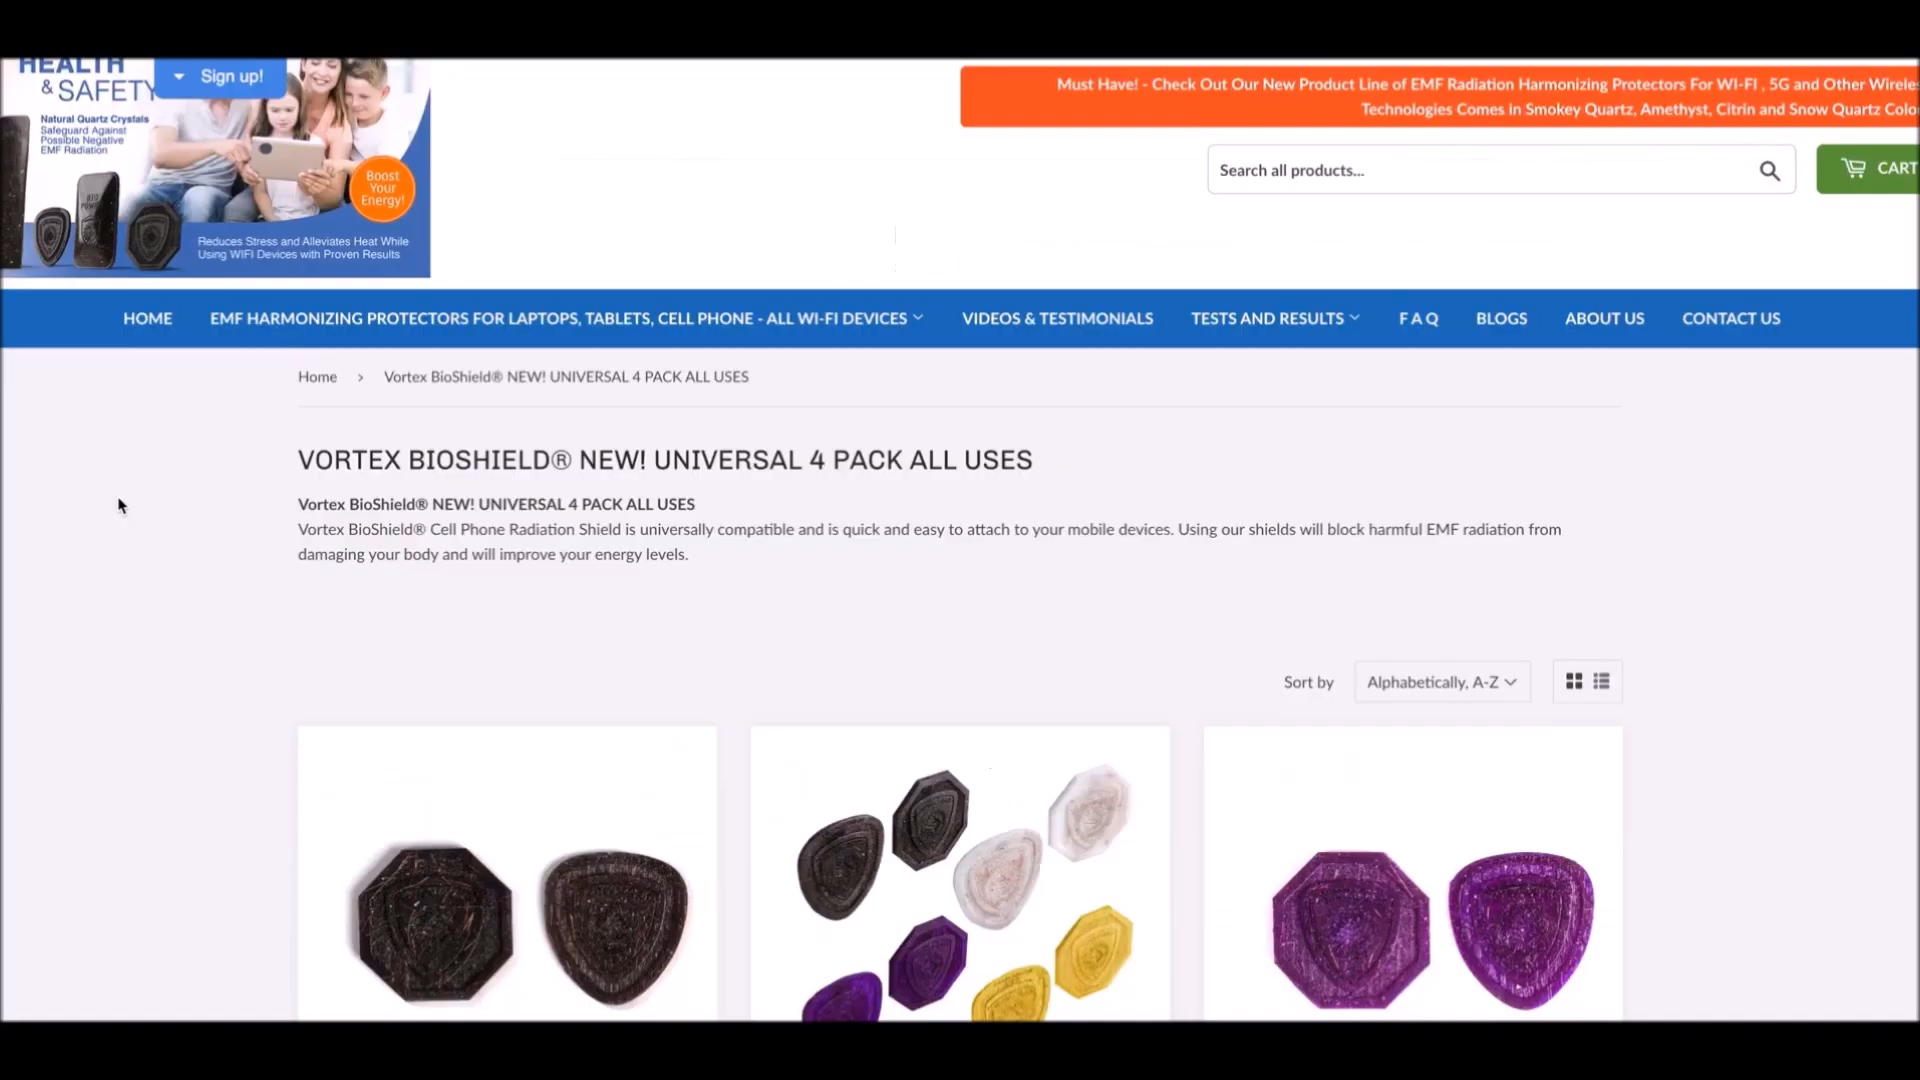 HEALTH
& SAFETY
Sign up!
Natural Quartz Crystals
Safeguard Against
Possible Negative
EMF Radiation
Boost
Your
Energy!
BIO
Reduces Stress and Alleviates Heat While
Using WIFI Devices with Proven Results
Must Have! - Check Out Our New Product Line of EMF Radiation Harmonizing Protectors For WI-FI , 5G and Other
Technologies Comes in Smokey Quartz, Amethyst, Citrin and Snow Quartz
Search all products...
CART
HOME EMF HARMONIZING PROTECTORS FOR LAPTOPS, TABLETS, CELL PHONE - ALL WI-FI DEVICES VIDEOS & TESTIMONIALS TESTS AND RESULTS F A Q BLOGS ABOUT US CONTACT US
Home › Vortex BioShield® NEW! UNIVERSAL 4 PACK ALL USES
VORTEX BIOSHIELD® NEW! UNIVERSAL 4 PACK ALL USES
Vortex BioShield® NEW! UNIVERSAL 4 PACK ALL USES
Vortex BioShield® Cell Phone Radiation Shield is universally compatible and is quick and easy to attach to your mobile devices. Using our shields will block harmful EMF radiation from
damaging your body and will improve your energy levels.
Sort by Alphabetically, A-Z